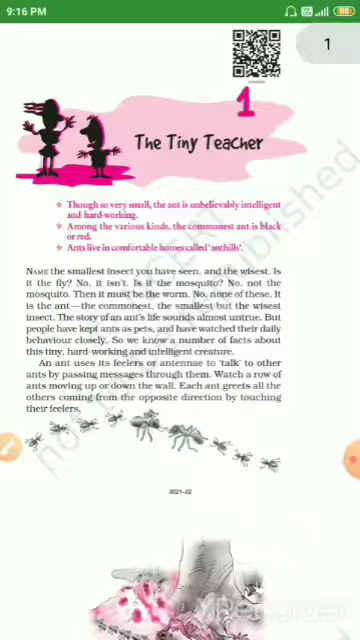 9:16 PM
88
1
1
The Tiny Teacher
Though so very small, the ant is unbelievably intelligent
and hard-working.
Among the various kinds, the commonest ant is black
or red.
Ants live in comfortable homes called 'anthills'.
NAME the smallest insect you have seen, and the wisest. Is
it the fly? No, it isn't. Is it the mosquito? No, not the
mosquito. Then it must be the worm. No, none of these. It
is the ant—the commonest, the smallest but the wisest
insect. The story of an ant's life sounds almost untrue. But
people have kept ants as pets, and have watched their daily
behaviour closely. So we know a number of facts about
this tiny, hard-working and intelligent creature.
An ant uses its feelers or antennae to 'talk' to other
ants by passing messages through them. Watch a row of
ants moving up or down the wall. Each ant greets all the
others coming from the opposite direction by touching
their feelers.
2021–22